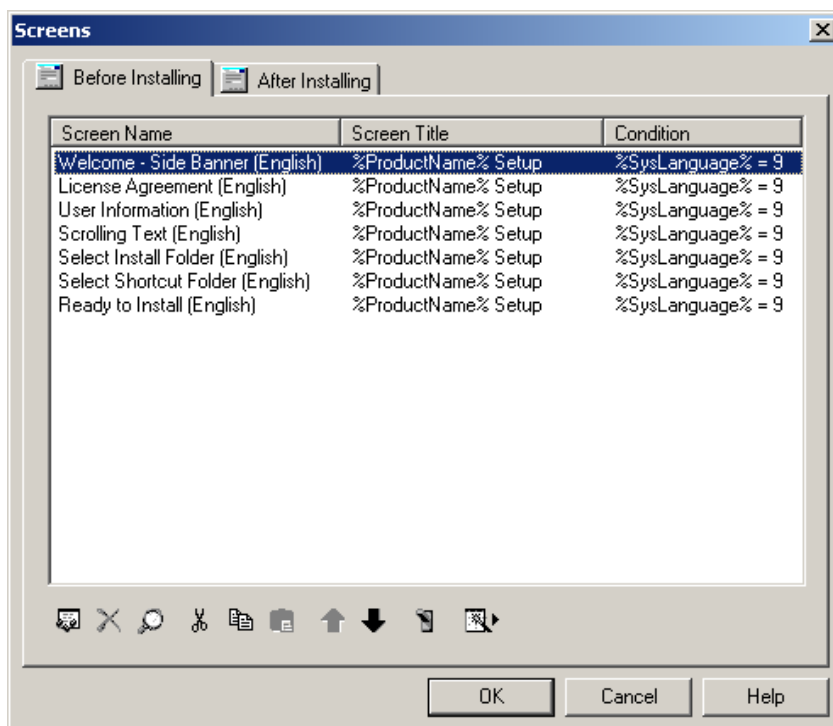 Screens
Before Installing After Installing
Screen Name Screen Title Condition
Welcome - Side Banner (English) %ProductName% Setup %SysLanguage% = 9
License Agreement (English) %ProductName% Setup %SysLanguage% = 9
User Information (English) %ProductName% Setup %SysLanguage% = 9
Scrolling Text (English) %ProductName% Setup %SysLanguage% = 9
Select Install Folder (English) %ProductName% Setup %SysLanguage% = 9
Select Shortcut Folder (English) %ProductName% Setup %SysLanguage% = 9
Ready to Install (English) %ProductName% Setup %SysLanguage% = 9
OK Cancel Help